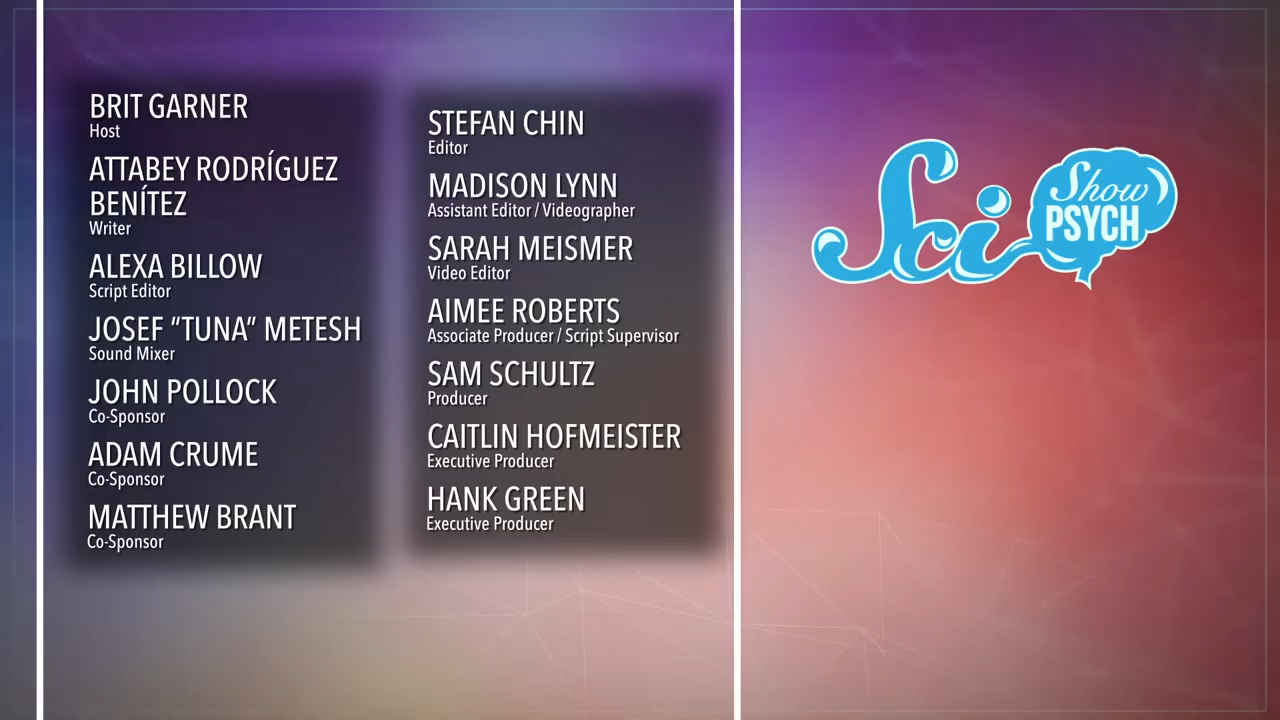 BRIT GARNER
Host
ATTABEY RODRÍGUEZ
BENÍTEZ
Writer
ALEXA BILLOW
Script Editor
JOSEF “TUNA” METESH
Sound Mixer
JOHN POLLOCK
Co-Sponsor
ADAM CRUME
Co-Sponsor
MATTHEW BRANT
Co-Sponsor
STEFAN CHIN
Editor
MADISON LYNN
Assistant Editor / Videographer
SARAH MEISMER
Video Editor
AIMEE ROBERTS
Associate Producer / Script Supervisor
SAM SCHULTZ
Producer
CAITLIN HOFMEISTER
Executive Producer
HANK GREEN
Executive Producer
Sci Show
PSYCH